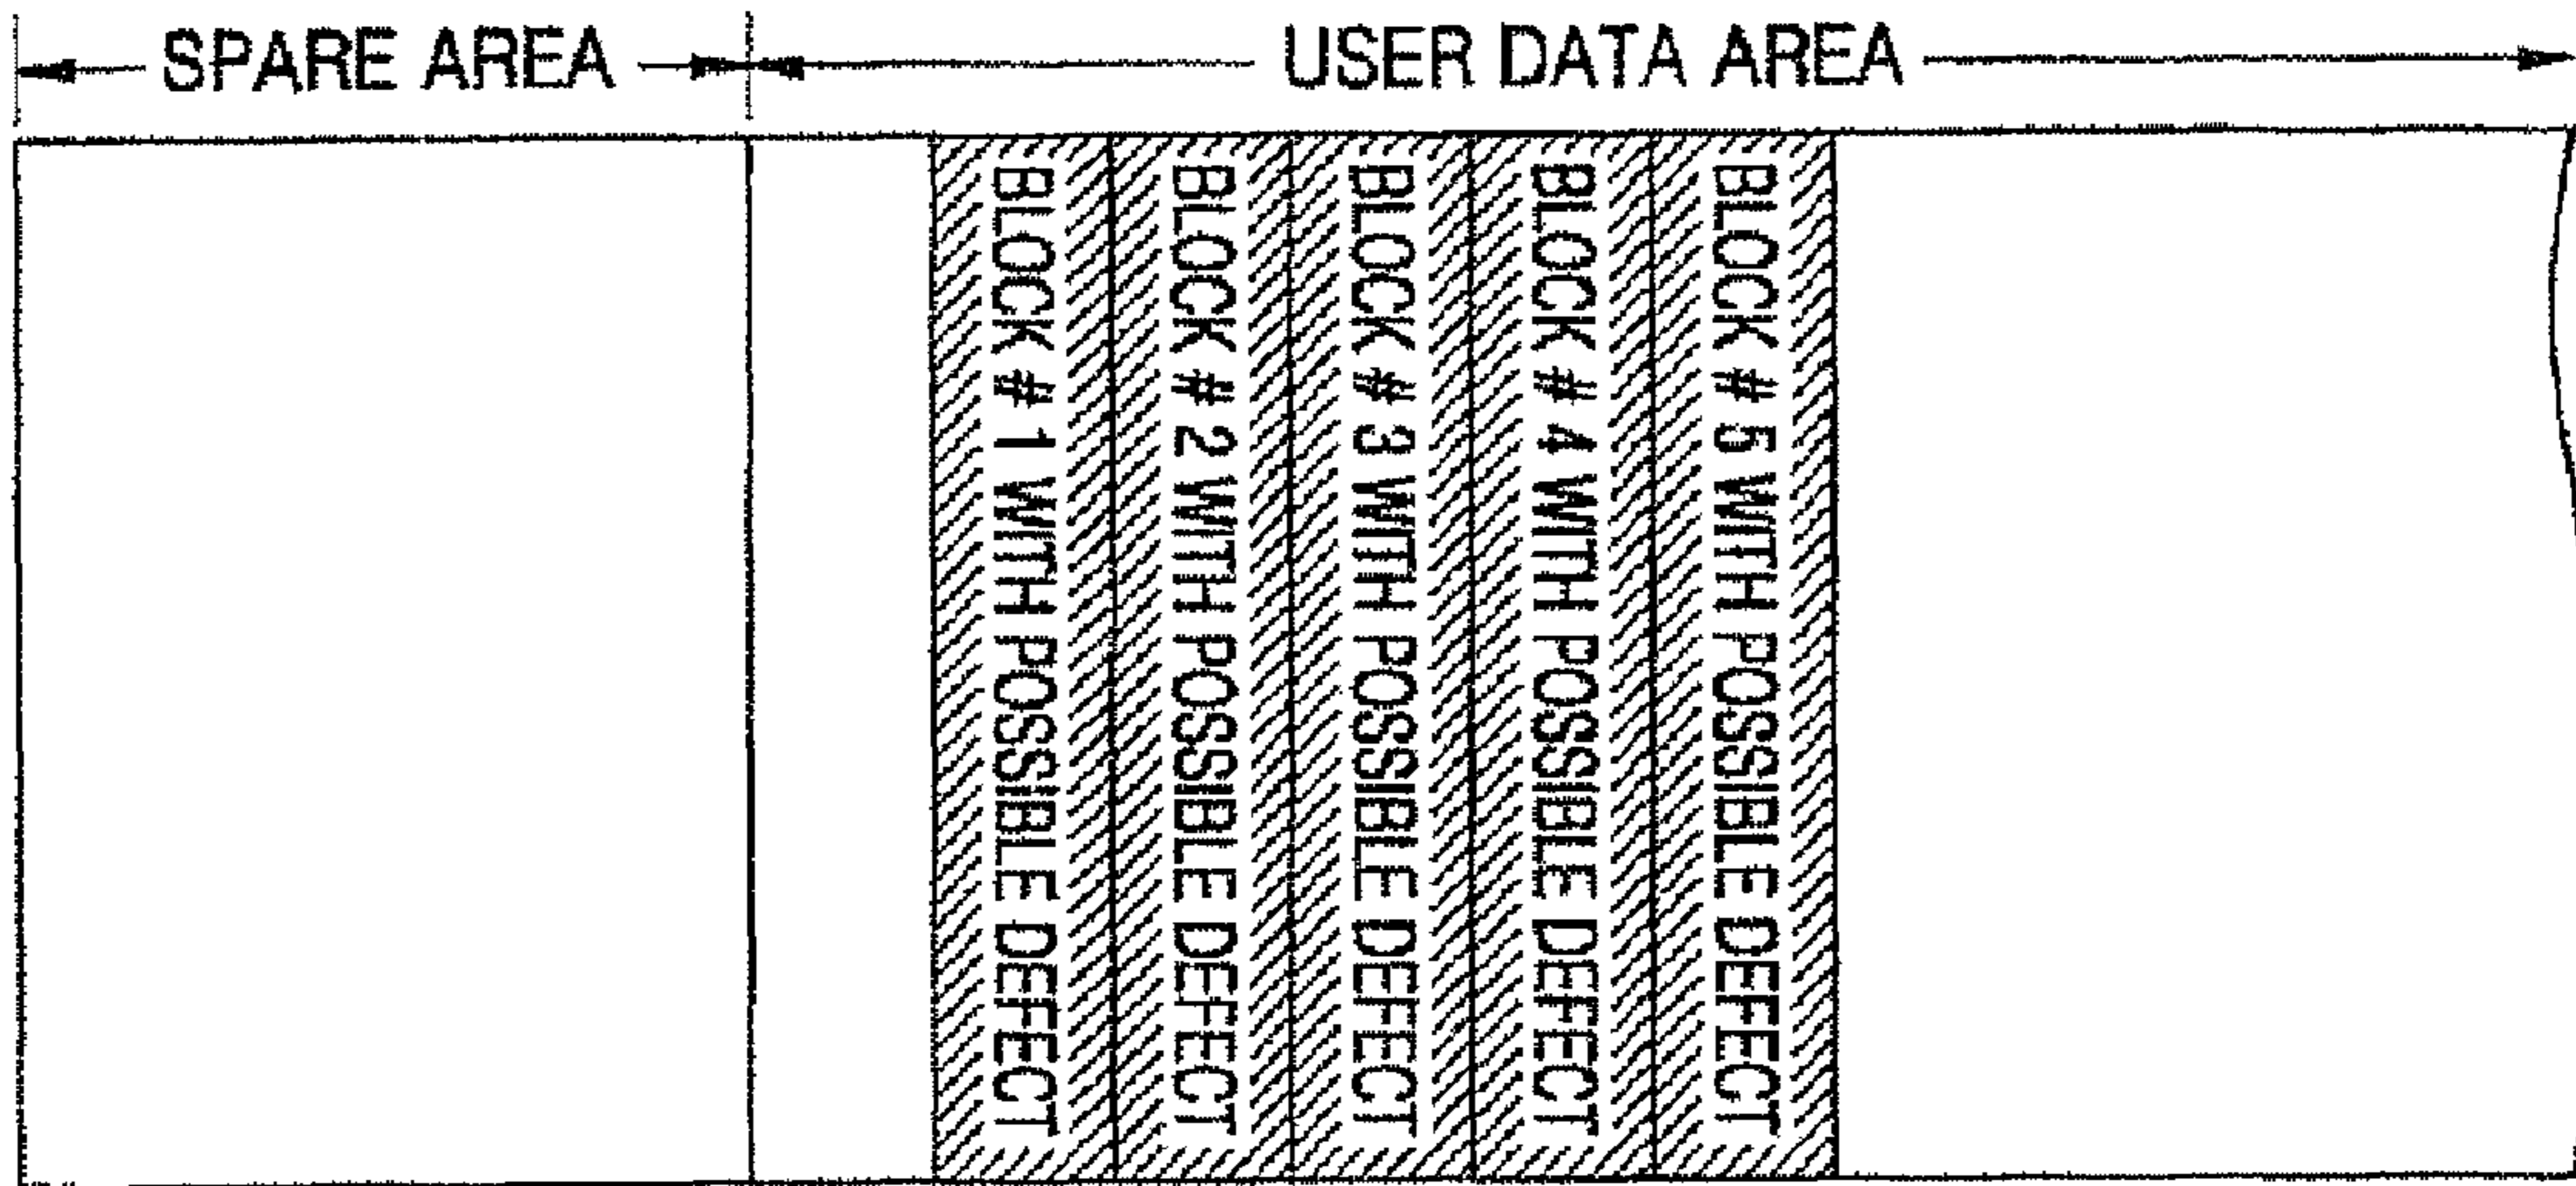 SPARE AREA
USER DATA AREA
BLOCK # 1 WITH POSSIBLE DEFECT
BLOCK # 2 WITH POSSIBLE DEFECT
BLOCK # 3 WITH POSSIBLE DEFECT
BLOCK # 4 WITH POSSIBLE DEFECT
BLOCK # 5 WITH POSSIBLE DEFECT